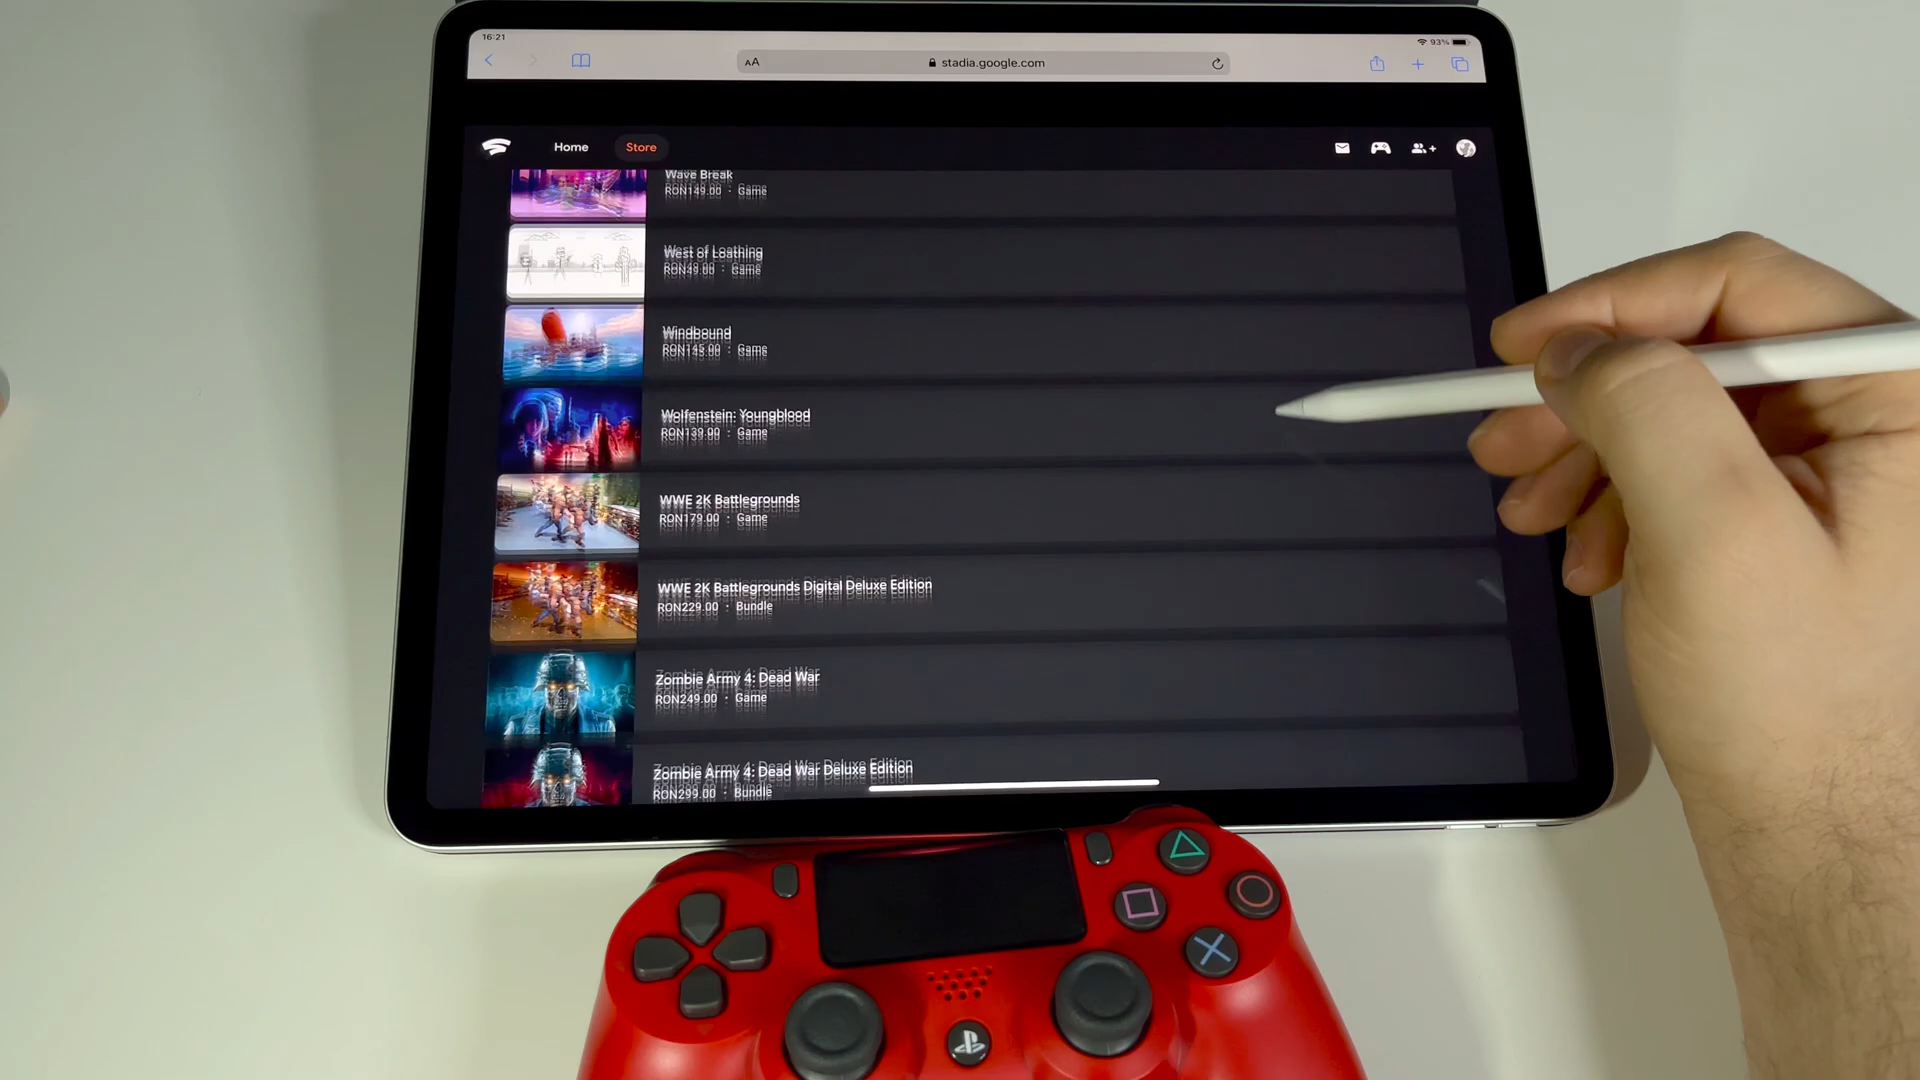 16:21
93%
AA
stadia.google.com
Home
Store
Wave Break
RON149.00 · Game
West of Loathing
RON49.00 · Game
Windbound
RON145.00 · Game
Wolfenstein: Youngblood
RON139.00 · Game
WWE 2K Battlegrounds
RON179.00 · Game
WWE 2K Battlegrounds Digital Deluxe Edition
RON229.00 · Bundle
Zombie Army 4: Dead War
RON249.00 · Game
Zombie Army 4: Dead War Deluxe Edition
RON299.00 · Bundle